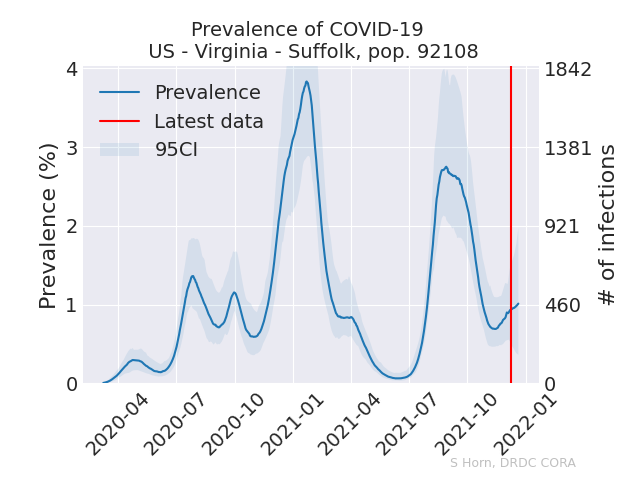 Prevalence of COVID-19
US - Virginia - Suffolk, pop. 92108
Prevalence
Latest data
95CI
Prevalence (%)
4
3
2
1
0
1842
1381
921
460
0
# of infections
2020-04
2020-07
2020-10
2021-01
2021-04
2021-07
2021-10
2022-01
S Horn, DRDC CORA